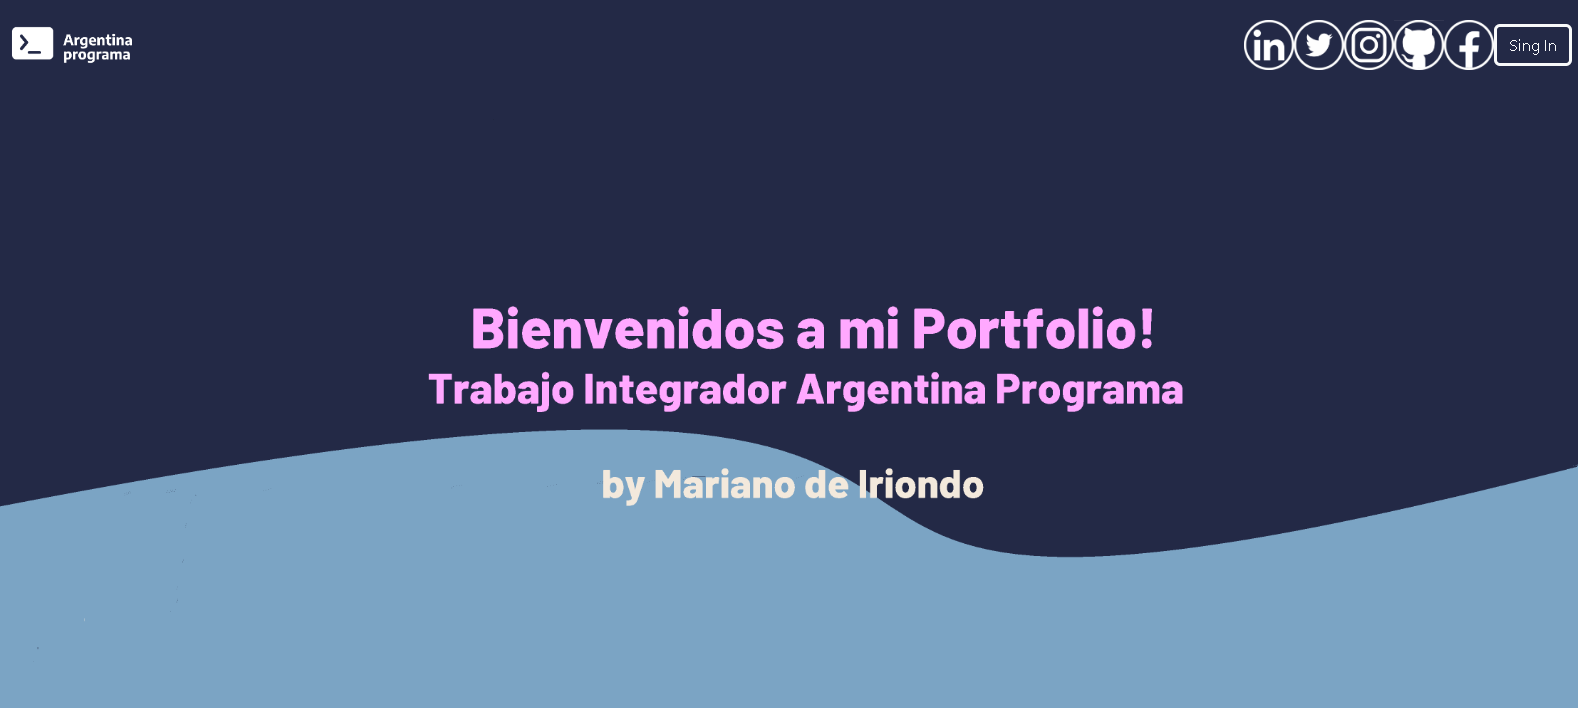 Argentina
programa
in
Sing In
Bienvenidos a mi Portfolio!
Trabajo Integrador Argentina Programa
by Mariano de Iriondo